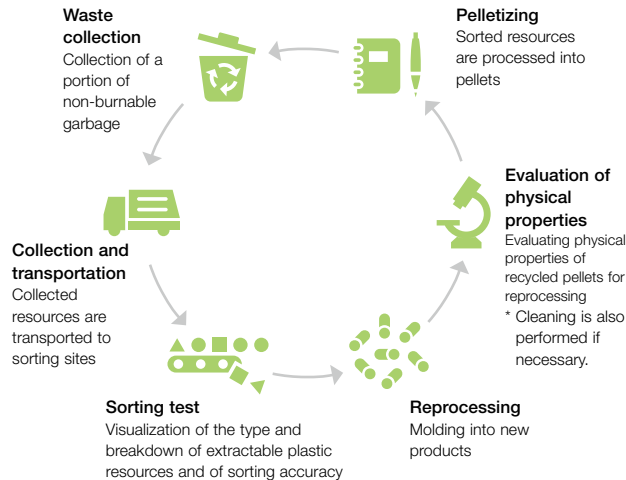 Waste
collection
Collection of a
portion of
non-burnable
garbage
Pelletizing
Sorted resources
are processed into
pellets
Evaluation of
physical
properties
Evaluating physical
properties of
recycled pellets for
reprocessing
* Cleaning is also
performed if
necessary.
Collection and
transportation
Collected
resources are
transported to
sorting sites
Sorting test
Visualization of the type and
breakdown of extractable plastic
resources and of sorting accuracy
Reprocessing
Molding into new
products